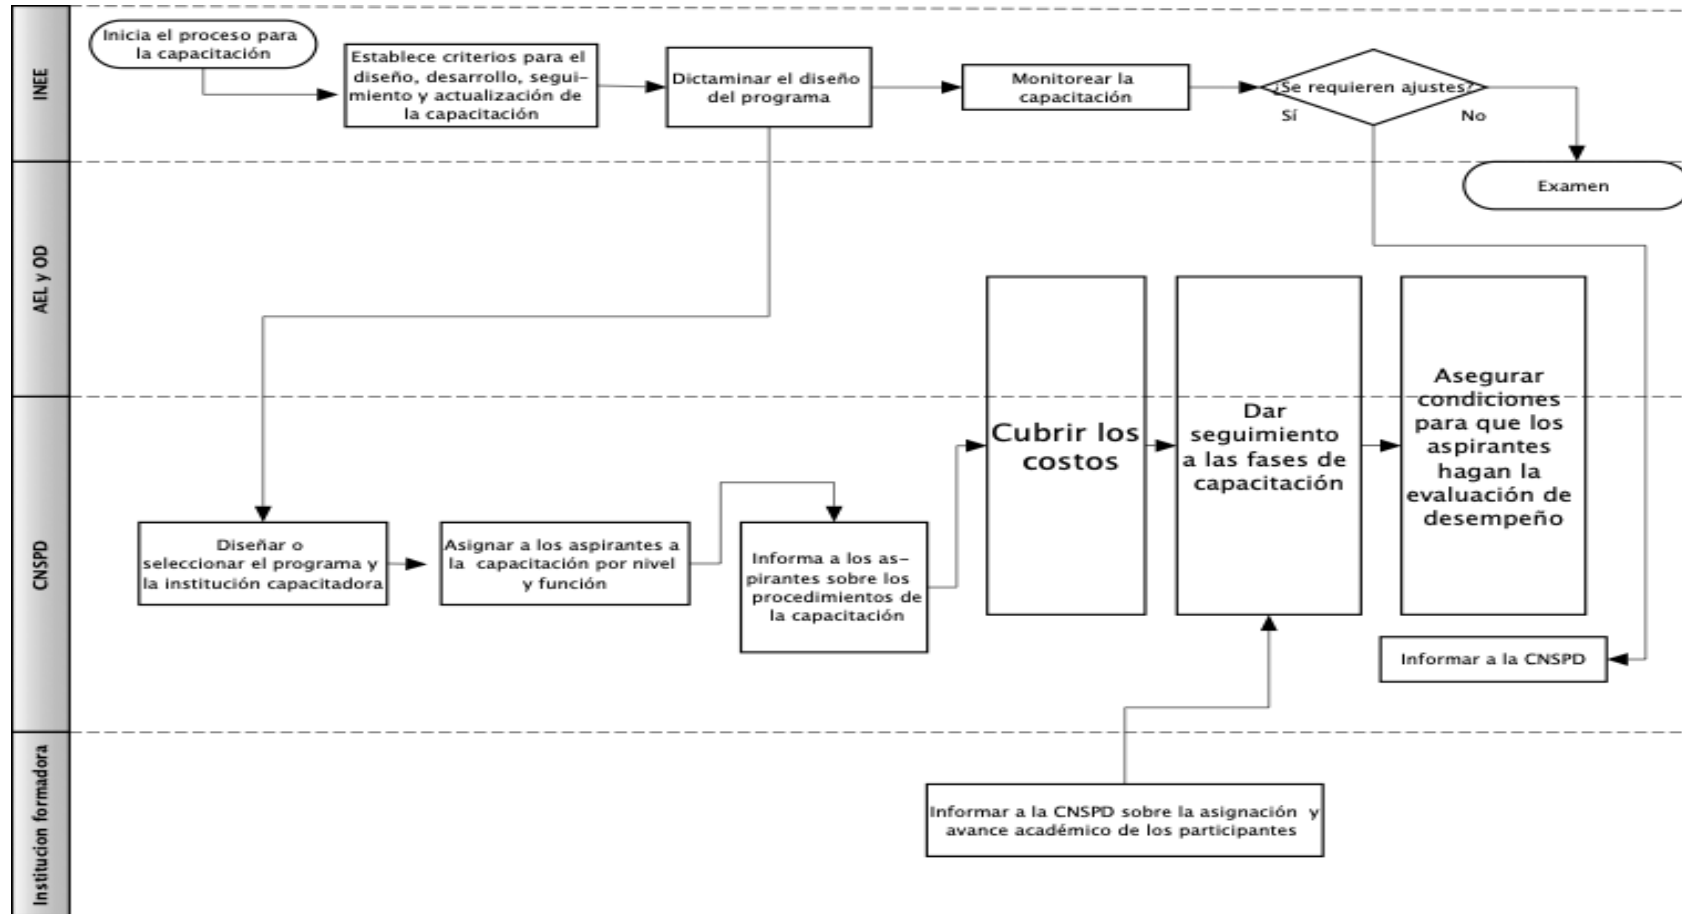 INEE
Inicia el proceso para
la capacitación
Establece criterios para el
diseño, desarrollo, segui-
miento y actualización de
la capacitación
Dictaminar el diseño
del programa
Monitorear la
capacitación
¿Se requieren ajustes?
Sí
No
AEL y OD
Examen
Cubrir los
costos
Dar
seguimiento
a las fases de
capacitación
Asegurar
condiciones
para que los
aspirantes
hagan la
evaluación de
desempeño
CNSPD
Diseñar o
seleccionar el programa y
la institución capacitadora
Asignar a los aspirantes a
la capacitación por nivel
y función
Informa a los as-
pirantes sobre los
procedimientos de
la capacitación
Informar a la CNSPD
Institucion formadora
Informar a la CNSPD sobre la asignación y
avance académico de los participantes